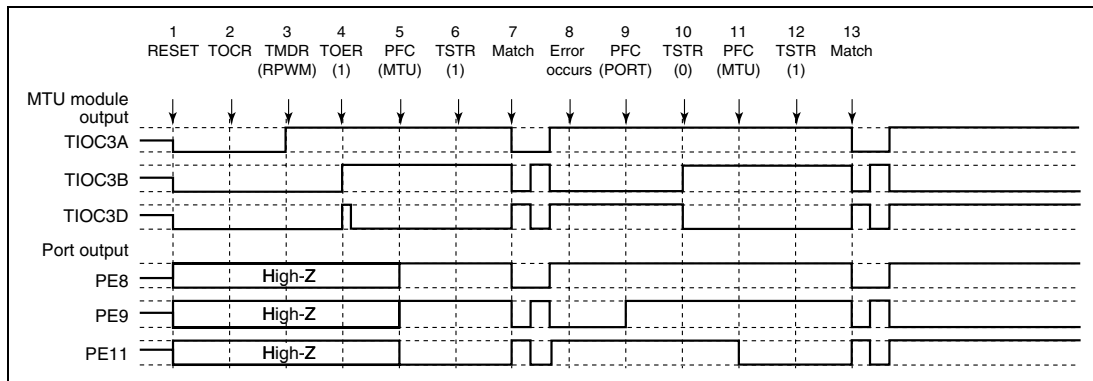 1 2 3 4 5 6 7 8 9 10 11 12 13
RESET TOCR TMDR TOER PFC TSTR Match Error PFC TSTR PFC TSTR Match
(RPWM) (1) (MTU) (1) occurs (PORT) (0) (MTU) (1)
MTU module
output
TIOC3A
TIOC3B
TIOC3D
Port output
PE8 High-Z
PE9 High-Z
PE11 High-Z